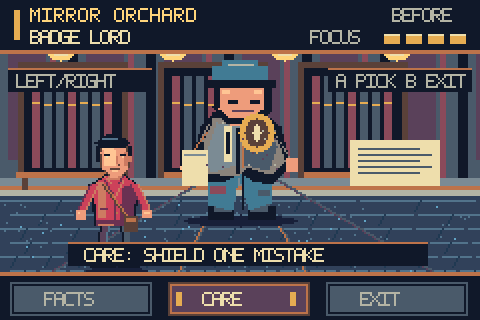 MIRROR ORCHARD
BEFORE
BADGE LORD
FOCUS
LEFT/RIGHT
A PICK B EXIT
CARE: SHIELD ONE MISTAKE
FACTS
CARE
EXIT